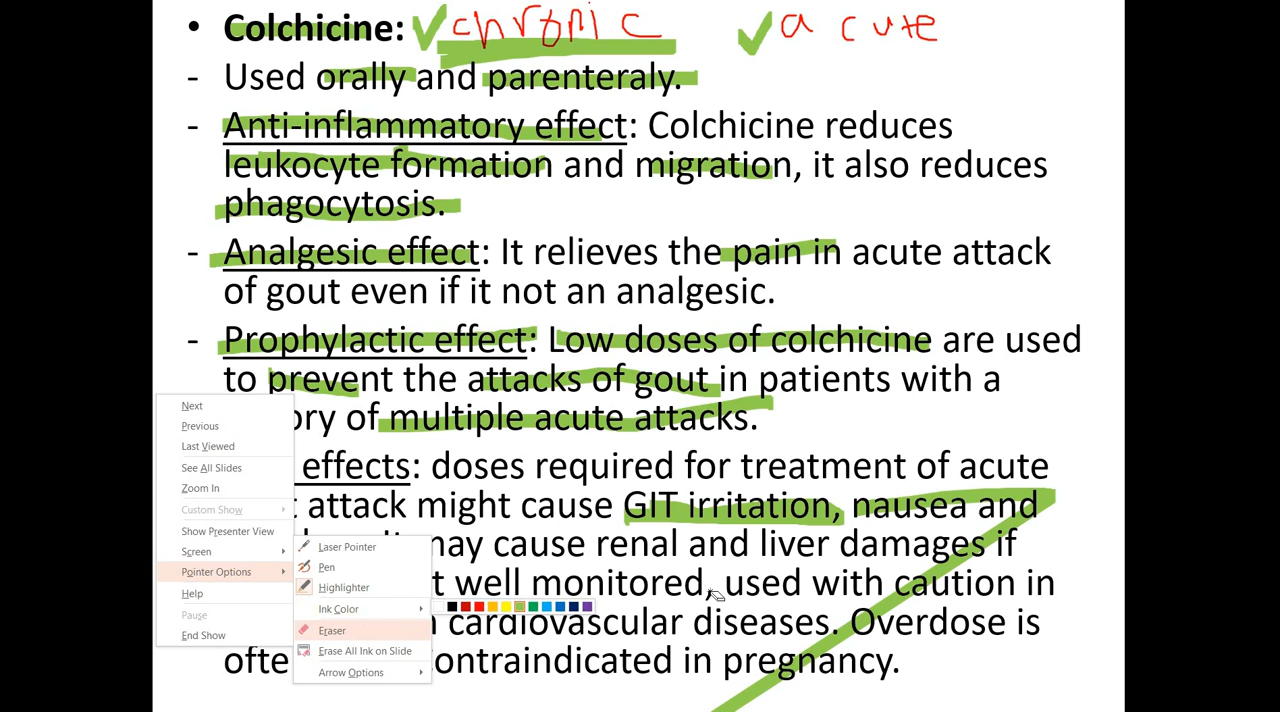 • Colchicine: chronic acute
- Used orally and parenteraly.
- Anti-inflammatory effect: Colchicine reduces
leukocyte formation and migration, it also reduces
phagocytosis.
- Analgesic effect: It relieves the pain in acute attack
of gout even if it not an analgesic.
- Prophylactic effect: Low doses of colchicine are used
to prevent the attacks of gout in patients with a
ory of multiple acute attacks.
effects: doses required for treatment of acute
attack might cause GIT irritation, nausea and
may cause renal and liver damages if
t well monitored, used with caution in
cardiovascular diseases. Overdose is
ofte ontraindicated in pregnancy.
Next
Previous
Last Viewed
See All Slides
Zoom In
Custom Show
Show Presenter View
Screen
Pointer Options
Help
Pause
End Show
Laser Pointer
Pen
Highlighter
Ink Color
Eraser
Erase All Ink on Slide
Arrow Options